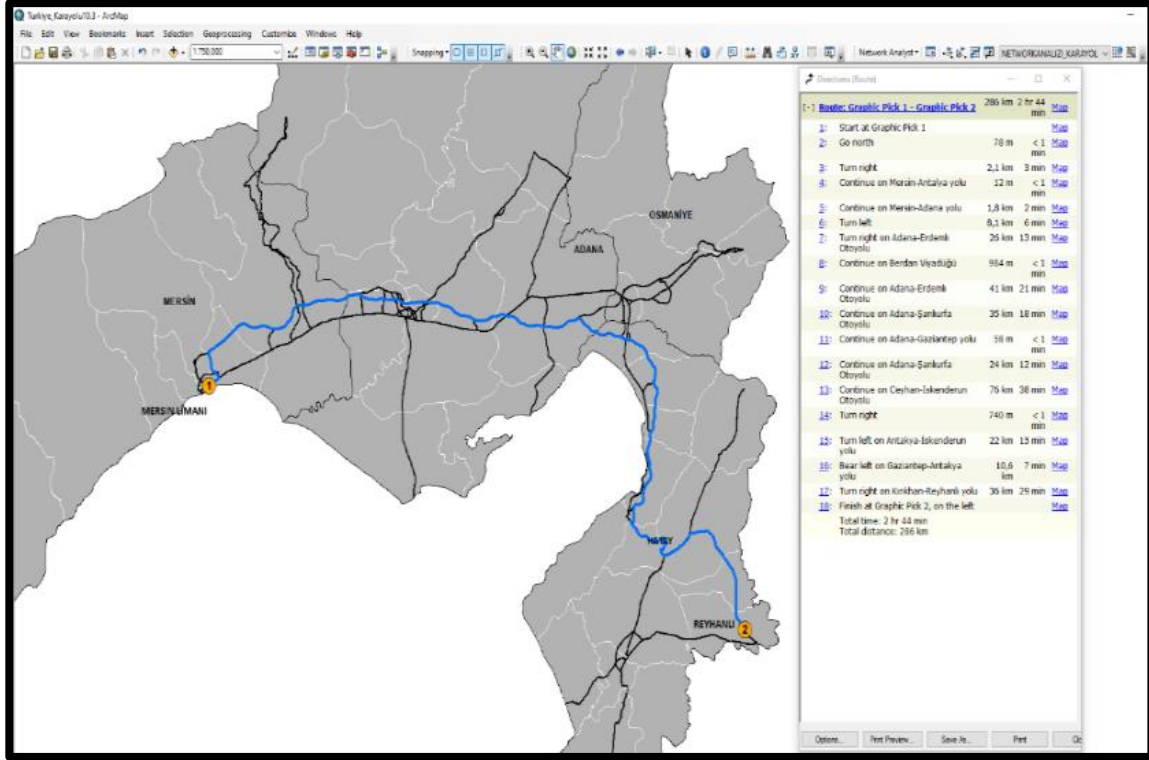 Turkiye_Karayolu10.3 - ArcMap
File Edit View Bookmarks Insert Selection Geoprocessing Customize Windows Help
1:750,000
Snapping
Network Analyst
OSMANİYE
ADANA
MERSİN
1
MERSİN LİMANI
HATAY
REYHANLI
2
Directions (Route)
[-] Route: Graphic Pick 1 - Graphic Pick 2 286 km 2 hr 44 min Map
1: Start at Graphic Pick 1 Map
2: Go north 78 m < 1 min Map
3: Turn right 2,1 km 3 min Map
4: Continue on Mersin-Antalya yolu 12 m < 1 min Map
5: Continue on Mersin-Adana yolu 1,8 km 2 min Map
6: Turn left 8,1 km 6 min Map
7: Turn right on Adana-Erdemli Otoyolu 26 km 13 min Map
8: Continue on Berdan Viyadüğü 984 m < 1 min Map
9: Continue on Adana-Erdemli Otoyolu 41 km 21 min Map
10: Continue on Adana-Şanlıurfa Otoyolu 35 km 18 min Map
11: Continue on Adana-Gaziantep yolu 58 m < 1 min Map
12: Continue on Adana-Şanlıurfa Otoyolu 24 km 12 min Map
13: Continue on Ceyhan-Iskenderun Otoyolu 76 km 38 min Map
14: Turn right 740 m < 1 min Map
15: Turn left on Antakya-Iskenderun yolu 22 km 15 min Map
16: Bear left on Gaziantep-Antakya yolu 10,6 km 7 min Map
17: Turn right on Kırıkhan-Reyhanlı yolu 36 km 29 min Map
18: Finish at Graphic Pick 2, on the left Map
Total time: 2 hr 44 min
Total distance: 286 km
Options... Print Preview... Save As... Print